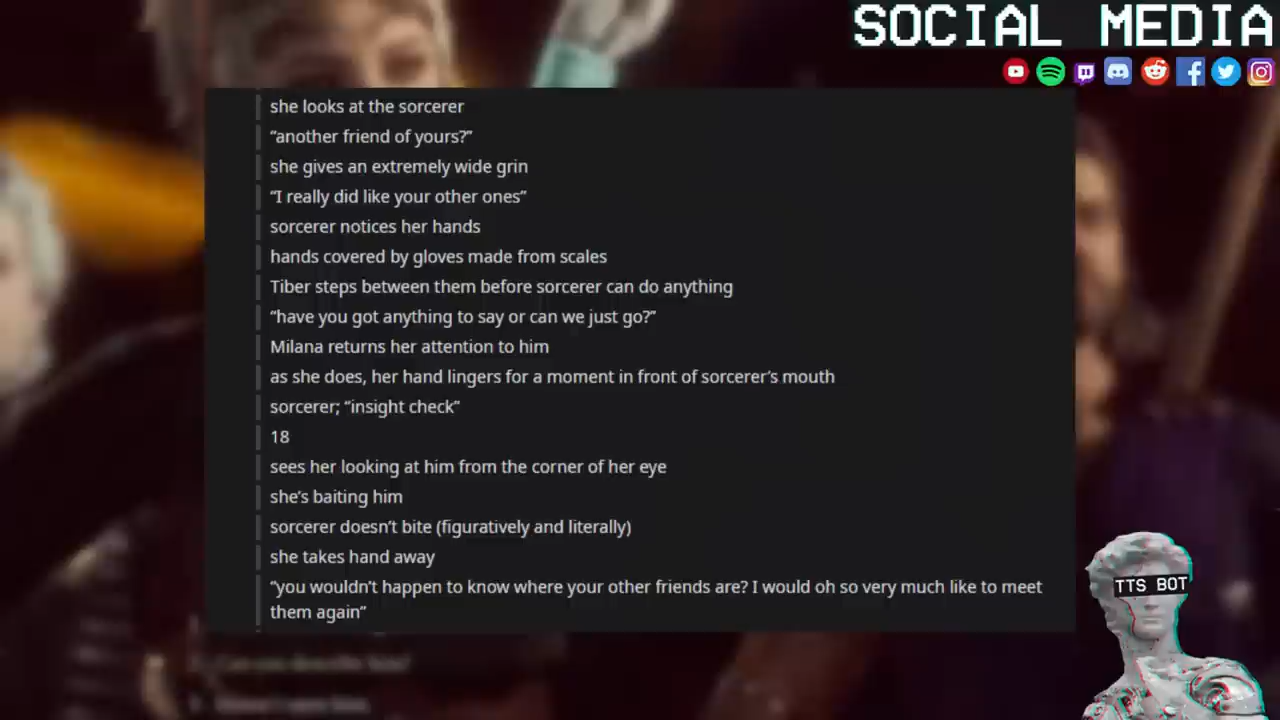 SOCIAL MEDIA
she looks at the sorcerer
“another friend of yours?”
she gives an extremely wide grin
“I really did like your other ones”
sorcerer notices her hands
hands covered by gloves made from scales
Tiber steps between them before sorcerer can do anything
“have you got anything to say or can we just go?”
Milana returns her attention to him
as she does, her hand lingers for a moment in front of sorcerer’s mouth
sorcerer; “insight check”
18
sees her looking at him from the corner of her eye
she’s baiting him
sorcerer doesn’t bite (figuratively and literally)
she takes hand away
“you wouldn’t happen to know where your other friends are? I would oh so very much like to meet
them again”
TTS BOT